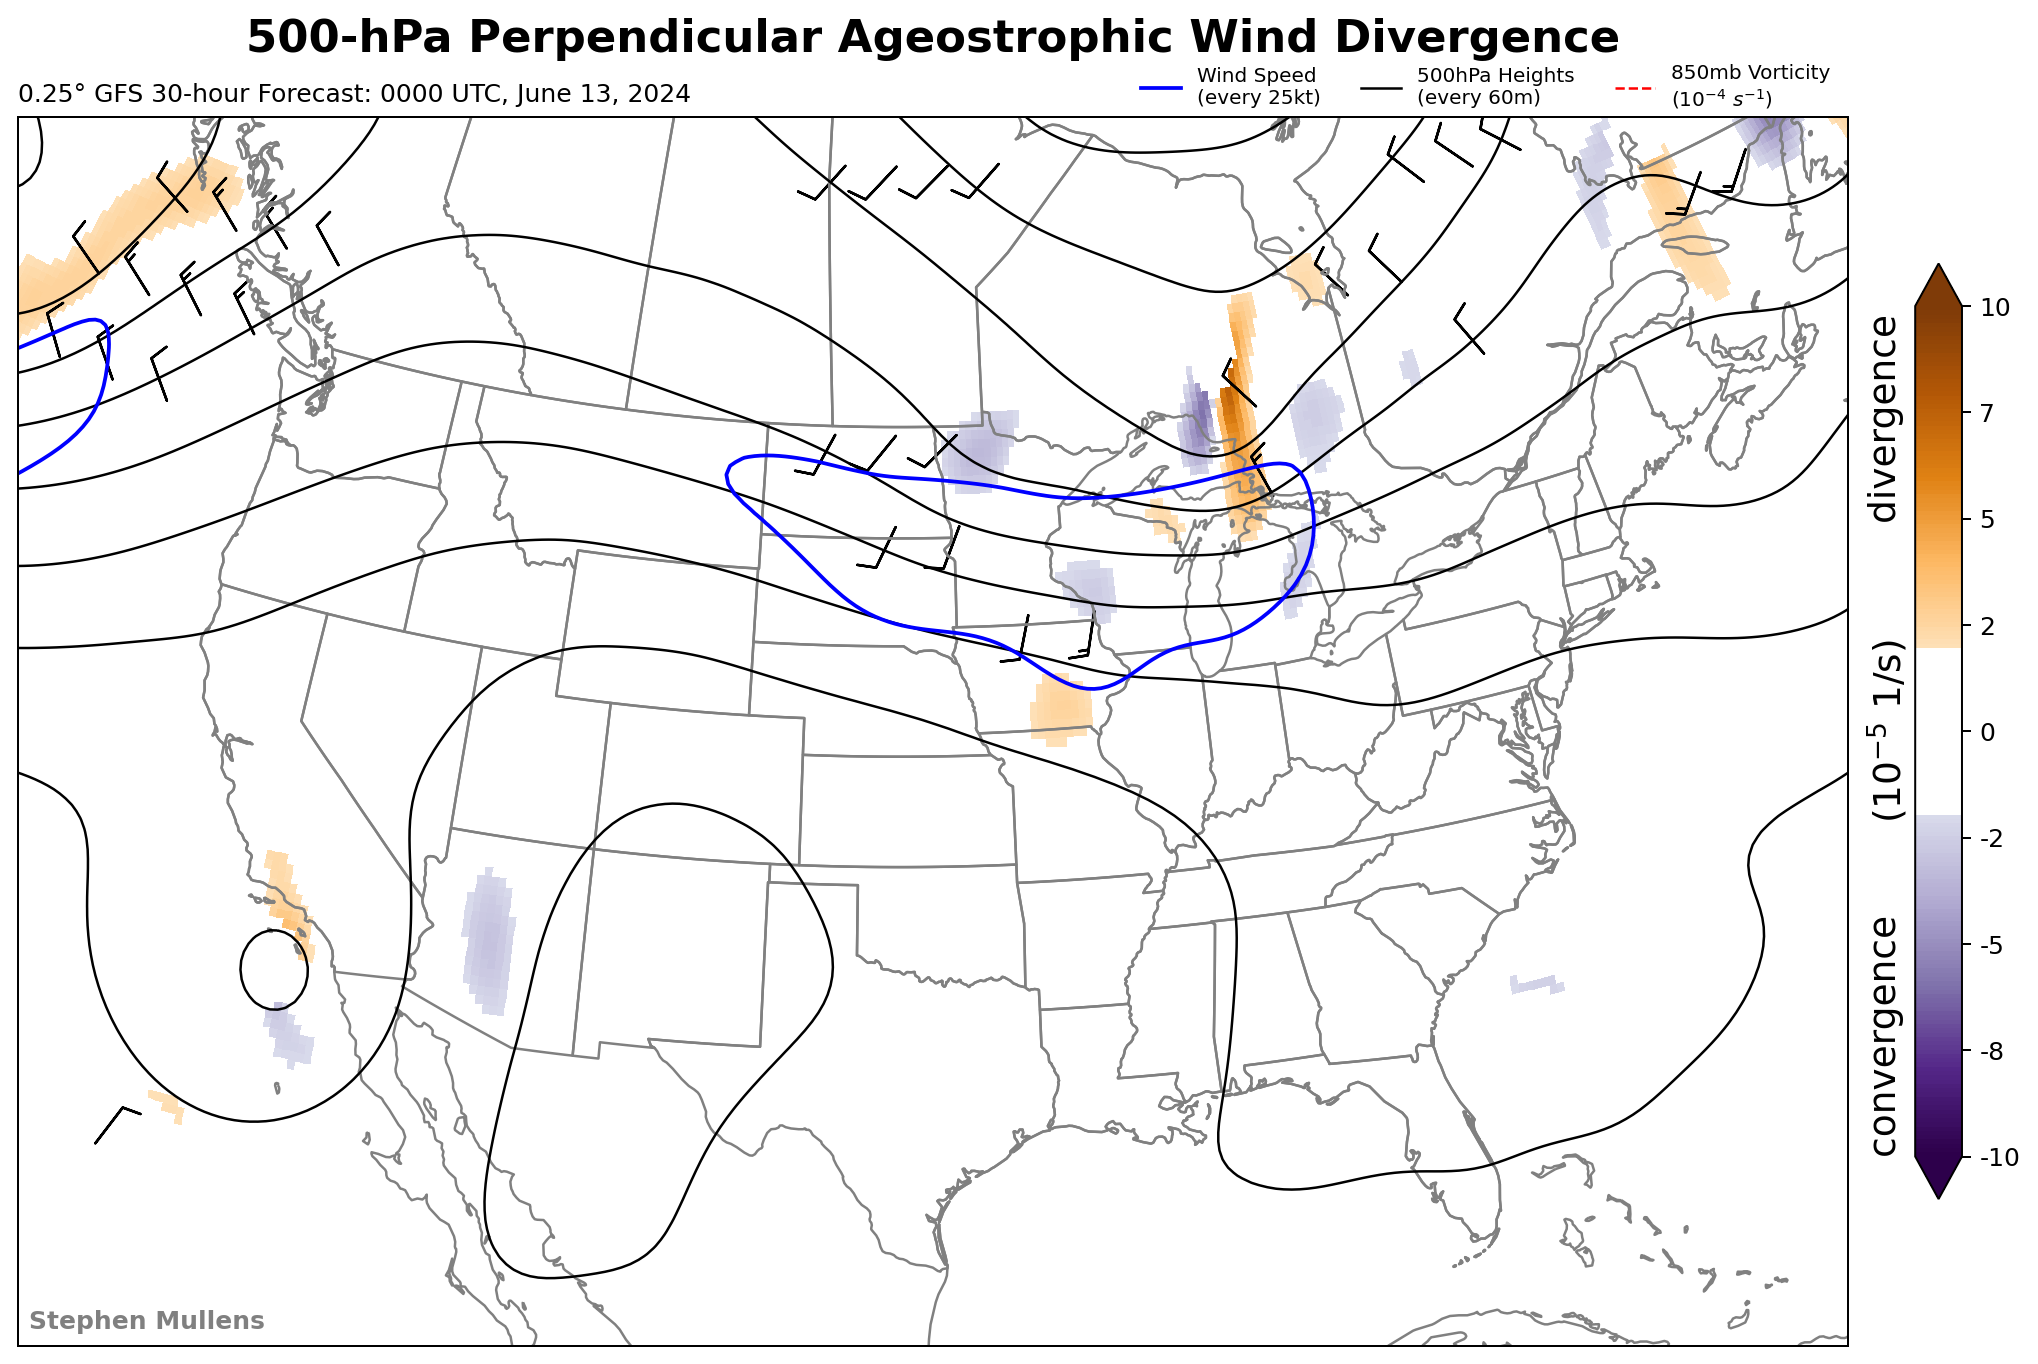 500-hPa Perpendicular Ageostrophic Wind Divergence
0.25° GFS 30-hour Forecast: 0000 UTC, June 13, 2024
Wind Speed
(every 25kt)
500hPa Heights
(every 60m)
850mb Vorticity
(10⁻⁴ s⁻¹)
10
7
5
2
0
-2
-5
-8
-10
convergence (10⁻⁵ 1/s) divergence
Stephen Mullens